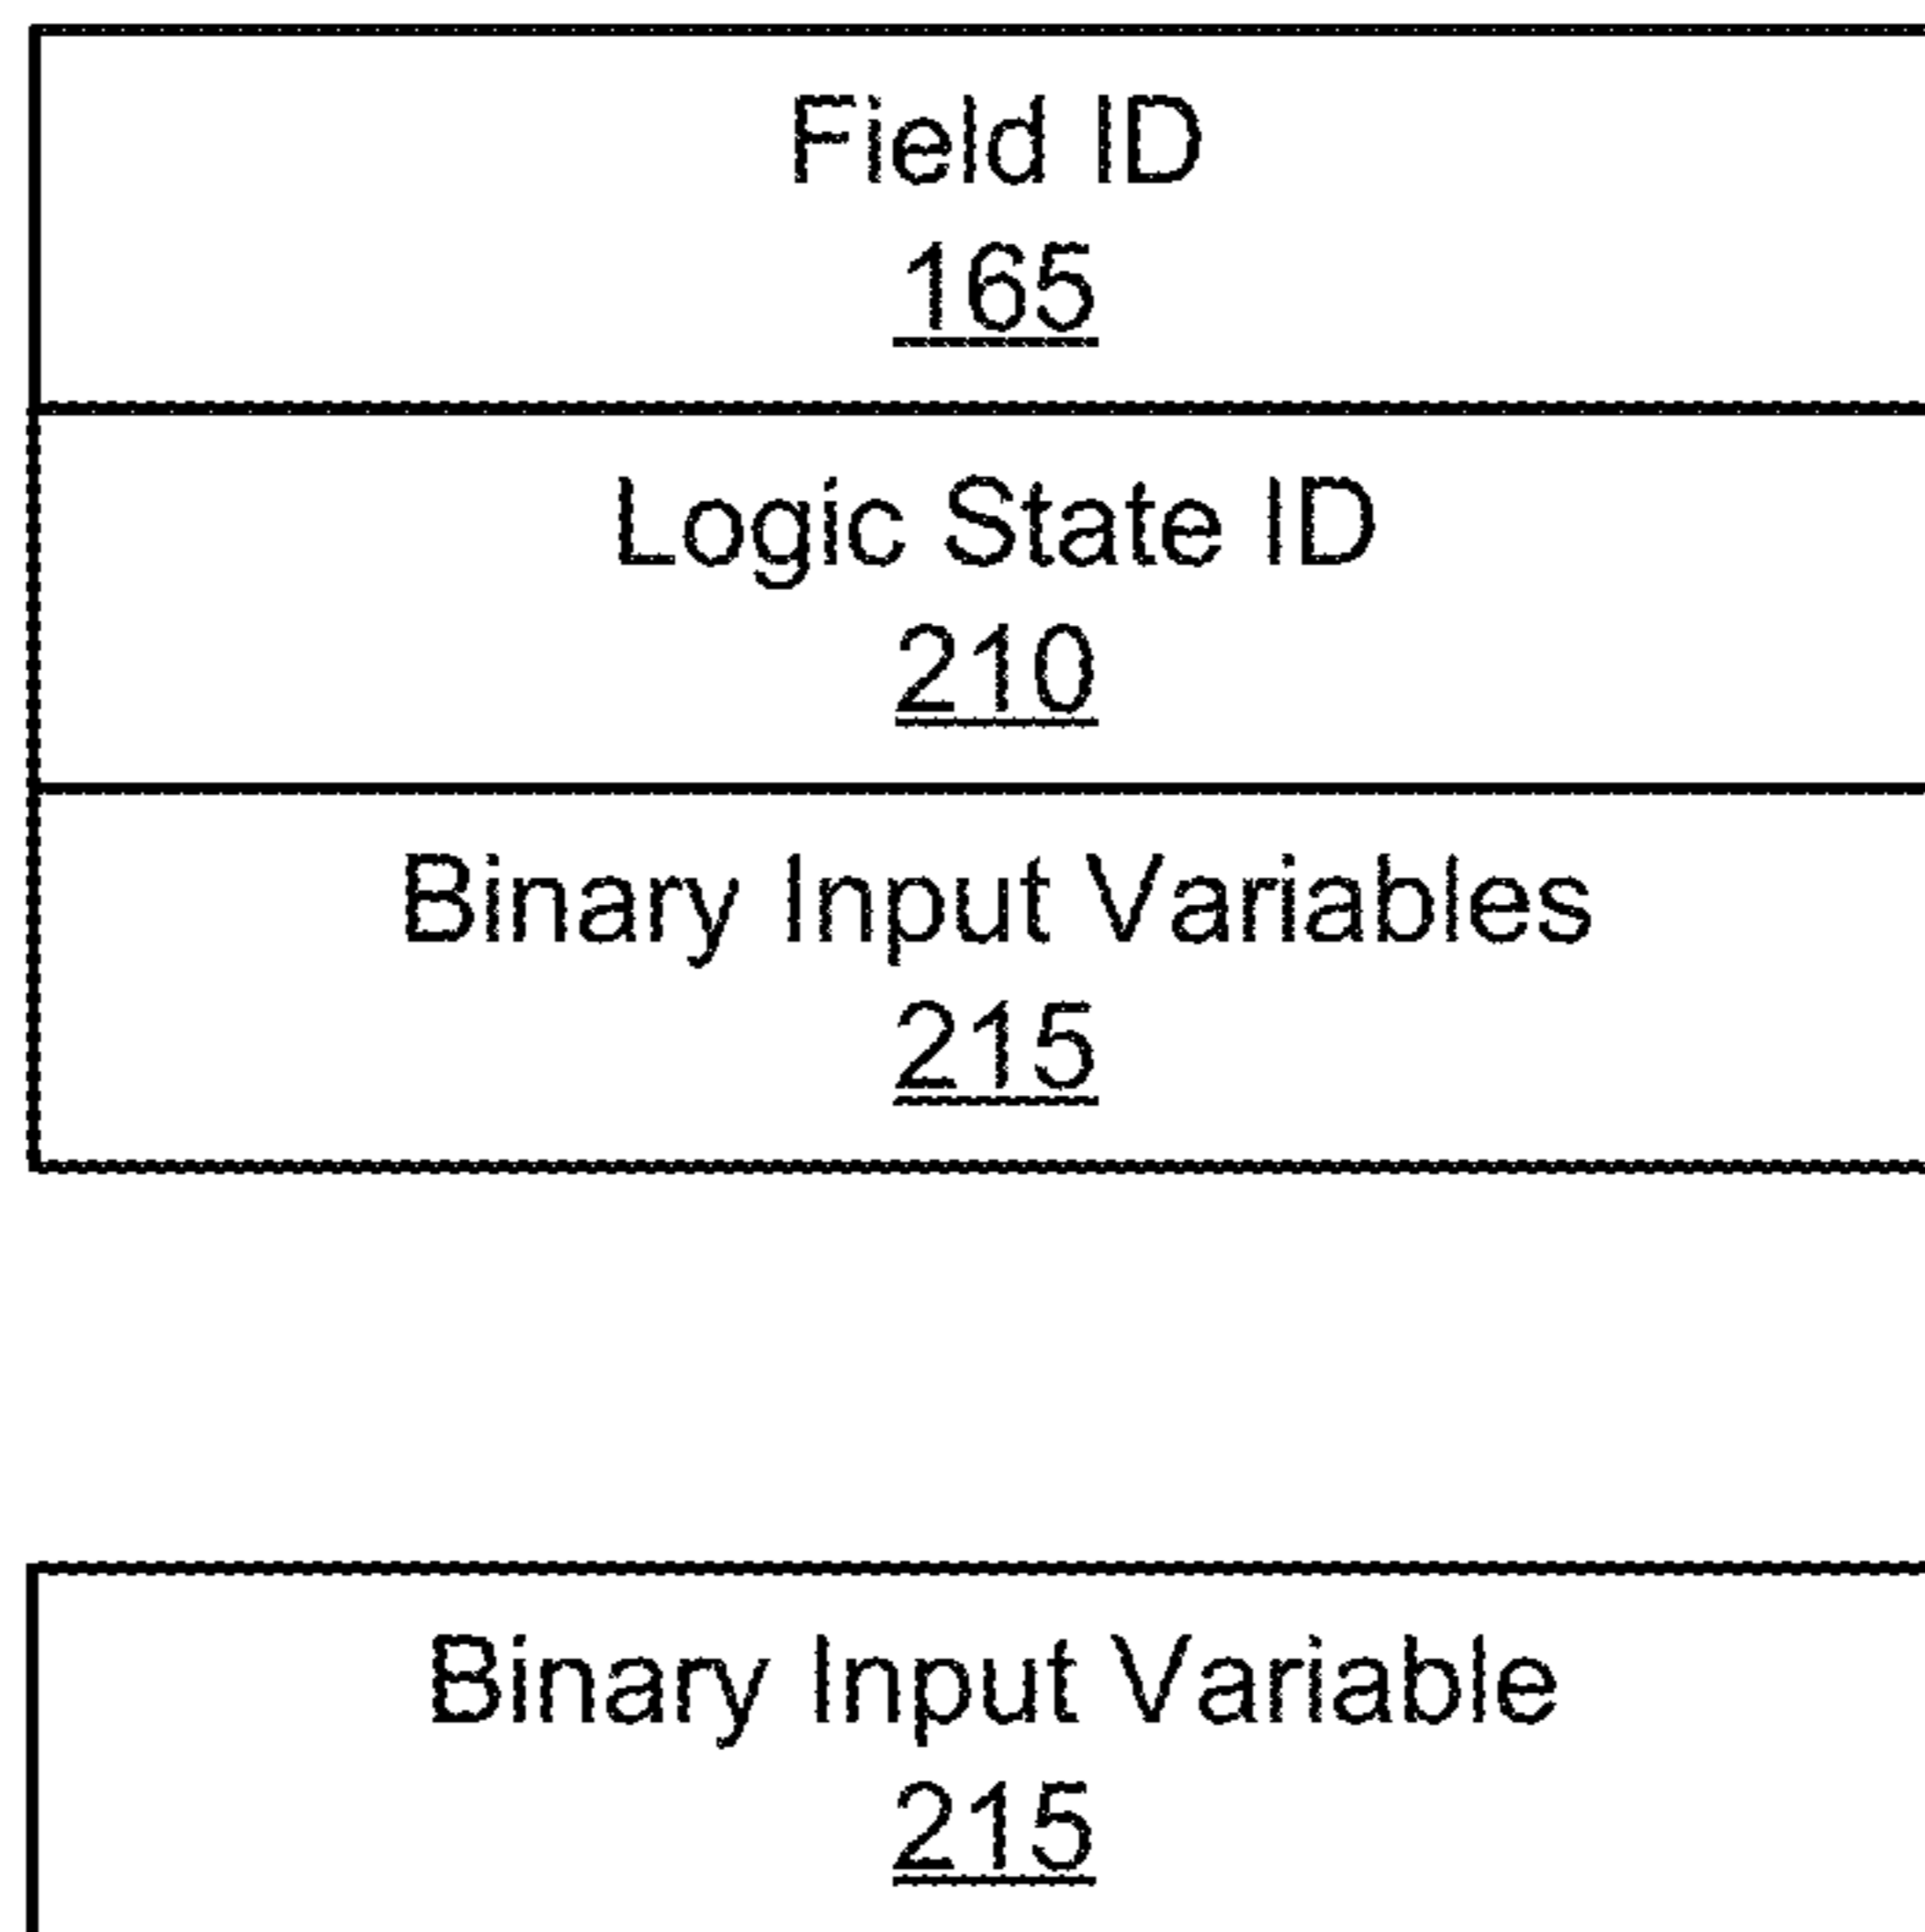 Field ID
165
Logic State ID
210
Binary Input Variables
215
Binary Input Variable
215